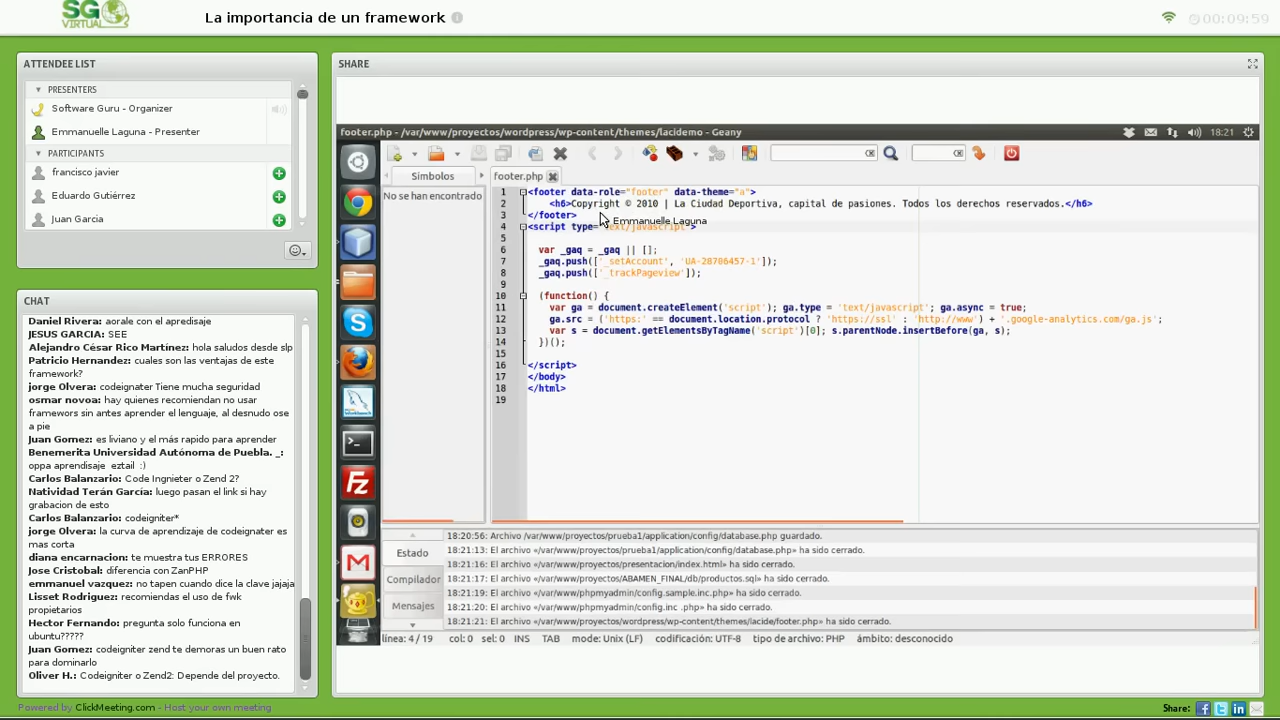 SG
VIRTUAL
La importancia de un framework
00:09:59
ATTENDEE LIST
PRESENTERS
Software Guru - Organizer
Emmanuelle Laguna - Presenter
PARTICIPANTS
francisco javier
Eduardo Gutiérrez
Juan Garcia
CHAT
Daniel Rivera: aorale con el apredisaje
JESUS GARCIA: SEE
Alejandro César Rico Martínez: hola saludos desde slp
Patricio Hernandez: cuales son las ventajas de este
framework?
jorge Olvera: codeignater Tiene mucha seguridad
osmar novoa: hay quienes recomiendan no usar
framewors sin antes aprender el lenguaje, al desnudo ose
a pie
Juan Gomez: es liviano y el más rapido para aprender
Benemerita Universidad Autónoma de Puebla. _:
oppa aprendisaje eztail :)
Carlos Balanzario: Code Ingnieter o Zend 2?
Natividad Terán García: luego pasan el link si hay
grabacion de esto
Carlos Balanzario: codeigniter*
jorge Olvera: la curva de aprendizaje de codeignater es
mas corta
diana encarnacion: te muestra tus ERRORES
Jose Cristobal: diferencia con ZanPHP
emmanuel vazquez: no tapen cuando dice la clave jajaja
Lisset Rodriguez: recomiendas el uso de fwk
propietarios
Hector Fernando: pregunta solo funciona en
ubuntu?????
Juan Gomez: codeigniter zend te demoras un buen rato
para dominarlo
Oliver H.: Codeigniter o Zend2: Depende del proyecto.
SHARE
footer.php - /var/www/proyectos/wordpress/wp-content/themes/lacidemo - Geany
18:21
Símbolos
No se han encontrado
footer.php
1 <footer data-role="footer" data-theme="a">
2 <h6>Copyright © 2010 | La Ciudad Deportiva, capital de pasiones. Todos los derechos reservados.</h6>
3 </footer>
Emmanuelle Laguna
4 <script type="text/javascript">
5
6 var _gaq = _gaq || [];
7 _gaq.push(['_setAccount', 'UA-28706457-1']);
8 _gaq.push(['_trackPageview']);
9
10 (function() {
11 var ga = document.createElement('script'); ga.type = 'text/javascript'; ga.async = true;
12 ga.src = ('https:' == document.location.protocol ? 'https://ssl' : 'http://www') + '.google-analytics.com/ga.js';
13 var s = document.getElementsByTagName('script')[0]; s.parentNode.insertBefore(ga, s);
14 })();
15
16 </script>
17 </body>
18 </html>
19
Estado
Compilador
Mensajes
18:20:56: Archivo /var/www/proyectos/prueba1/application/config/database.php guardado.
18:21:13: El archivo «/var/www/proyectos/prueba1/application/config/database.php» ha sido cerrado.
18:21:16: El archivo «/var/www/proyectos/presentacion/index.html» ha sido cerrado.
18:21:17: El archivo «/var/www/proyectos/ABAMEN_FINAL/db/productos.sql» ha sido cerrado.
18:21:19: El archivo «/var/www/phpmyadmin/config.sample.inc.php» ha sido cerrado.
18:21:20: El archivo «/var/www/phpmyadmin/config.inc .php» ha sido cerrado.
18:21:21: El archivo «/var/www/proyectos/wordpress/wp-content/themes/lacide/footer.php» ha sido cerrado.
línea: 4 / 19 col: 0 sel: 0 INS TAB mode: Unix (LF) codificación: UTF-8 tipo de archivo: PHP ámbito: desconocido
Powered by ClickMeeting.com - Host your own meeting
Share: